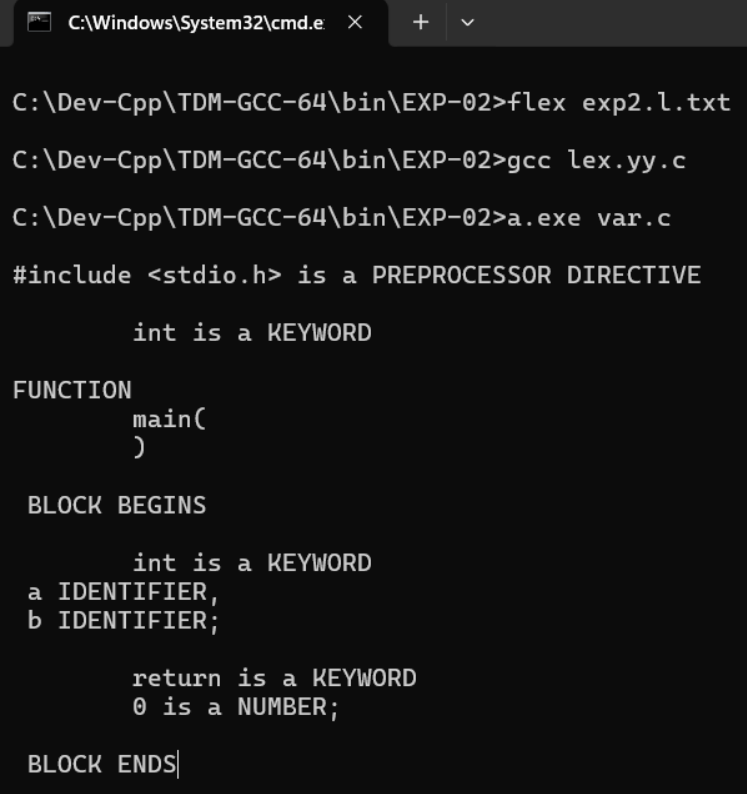 C:\Windows\System32\cmd.e
C:\Dev-Cpp\TDM-GCC-64\bin\EXP-02>flex exp2.l.txt
C:\Dev-Cpp\TDM-GCC-64\bin\EXP-02>gcc lex.yy.c
C:\Dev-Cpp\TDM-GCC-64\bin\EXP-02>a.exe var.c
#include <stdio.h> is a PREPROCESSOR DIRECTIVE
int is a KEYWORD
FUNCTION
main(
)
BLOCK BEGINS
int is a KEYWORD
a IDENTIFIER,
b IDENTIFIER;
return is a KEYWORD
0 is a NUMBER;
BLOCK ENDS